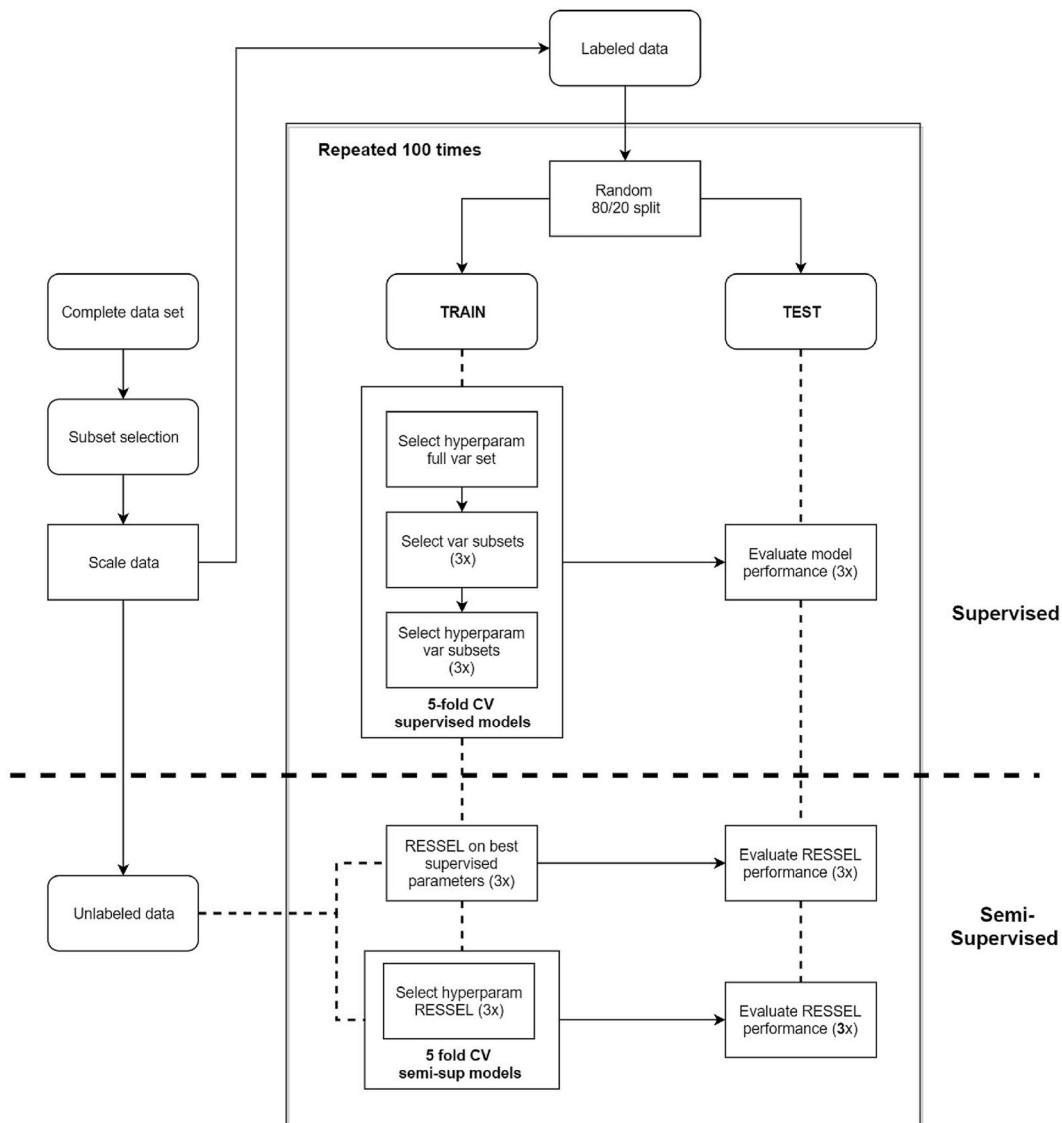 Labeled data
Repeated 100 times
Random
80/20 split
Complete data set
TRAIN
TEST
Subset selection
Select hyperparam
full var set
Scale data
Select var subsets
(3x)
Evaluate model
performance (3x)
Supervised
Select hyperparam
var subsets
(3x)
5-fold CV
supervised models
RESSEL on best
supervised
parameters (3x)
Evaluate RESSEL
performance (3x)
Unlabeled data
Semi-
Supervised
Select hyperparam
RESSEL (3x)
Evaluate RESSEL
performance (3x)
5 fold CV
semi-sup models